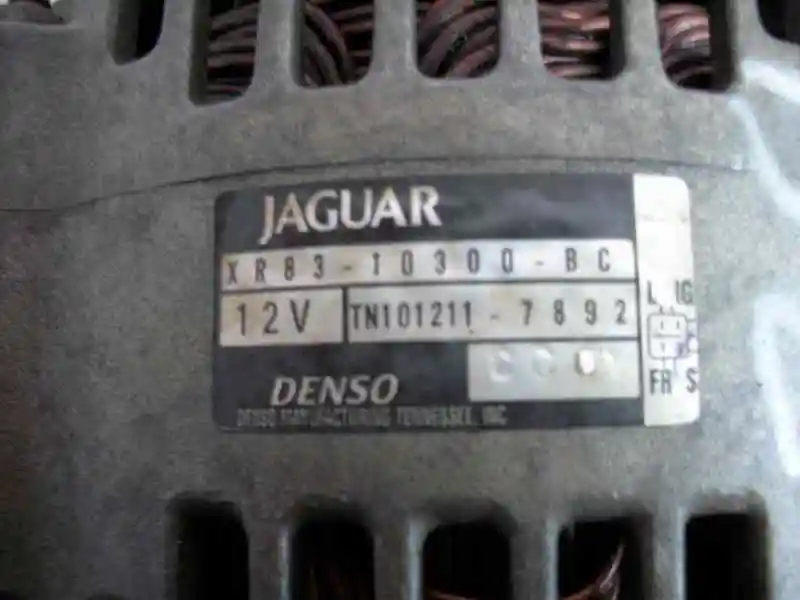 JAGUAR
XR83-10300-BC
12V TN101211-7892
L IG
FR S
DENSO
DENSO MANUFACTURING TENNESSEE, INC